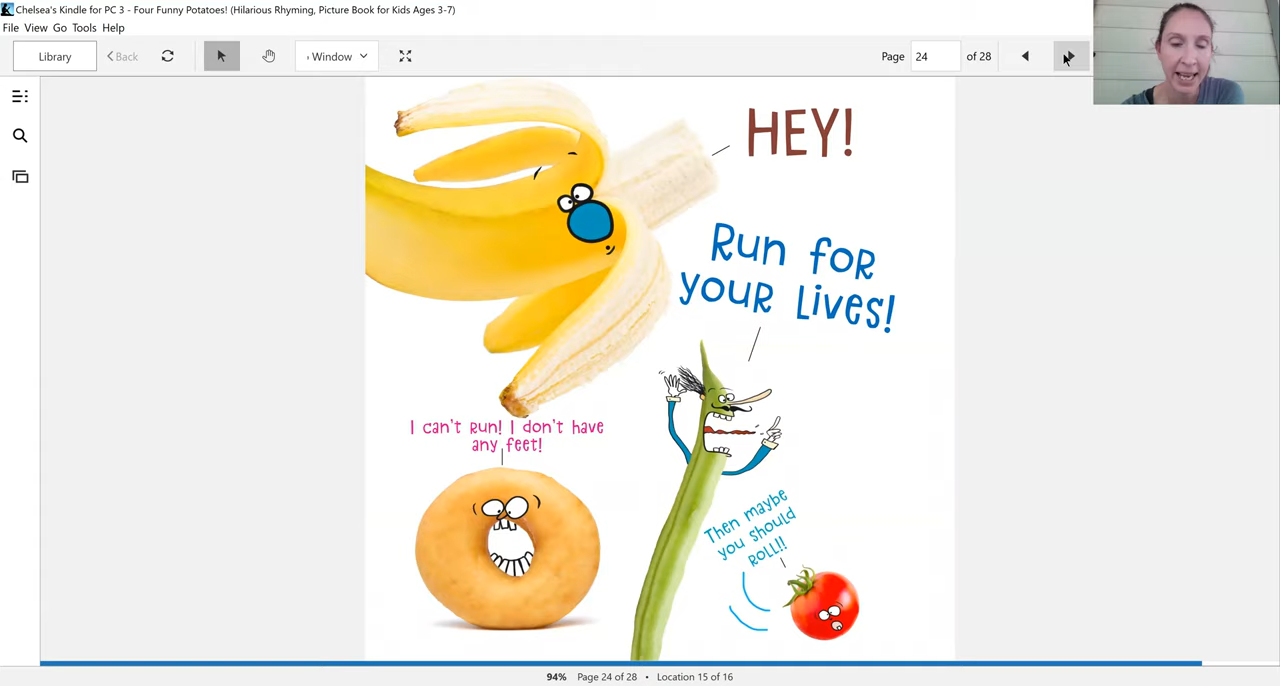 Chelsea's Kindle for PC 3 - Four Funny Potatoes! (Hilarious Rhyming, Picture Book for Kids Ages 3-7)
File View Go Tools Help
Library
Back
Window
Page 24 of 28
HEY!
Run for
your Lives!
I can't run! I don't have
any feet!
Then maybe
you should
ROLL!!
94% Page 24 of 28 • Location 15 of 16